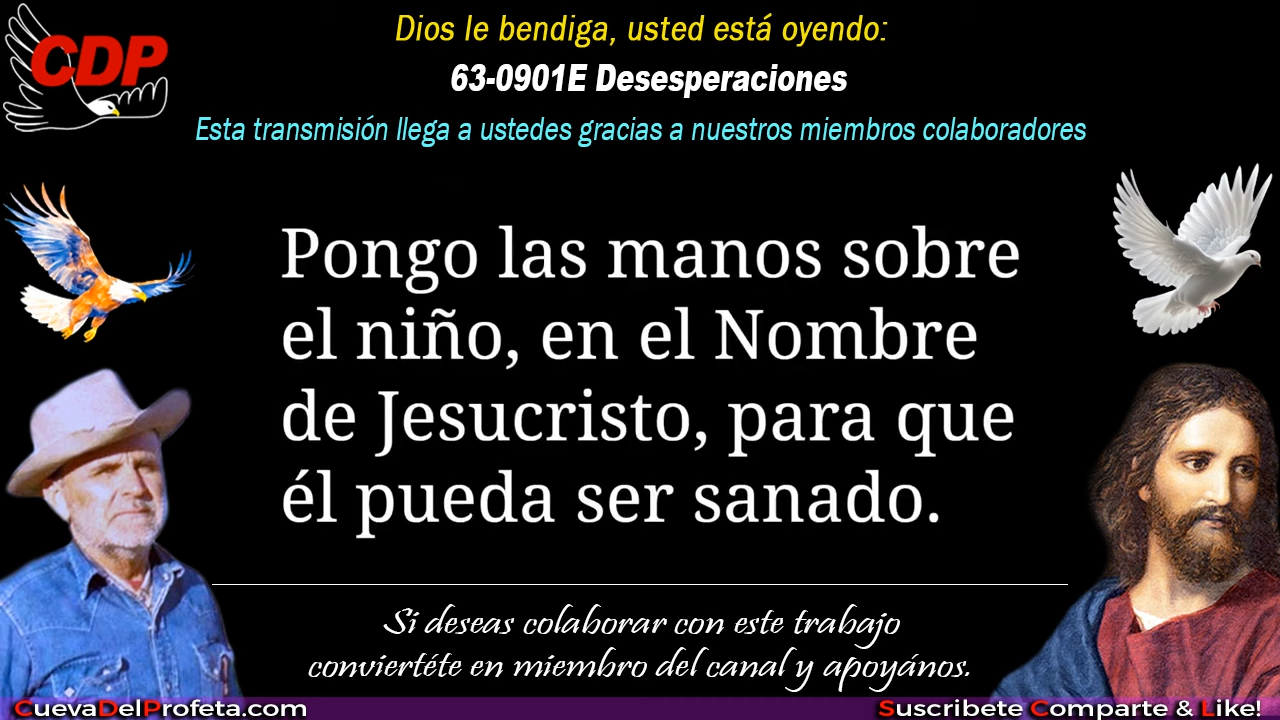 CDP
Dios le bendiga, usted está oyendo:
63-0901E Desesperaciones
Esta transmisión llega a ustedes gracias a nuestros miembros colaboradores
Pongo las manos sobre
el niño, en el Nombre
de Jesucristo, para que
él pueda ser sanado.
Si deseas colaborar con este trabajo
conviertéte en miembro del canal y apoyános.
CuevaDelProfeta.com
Suscribete Comparte & Like!